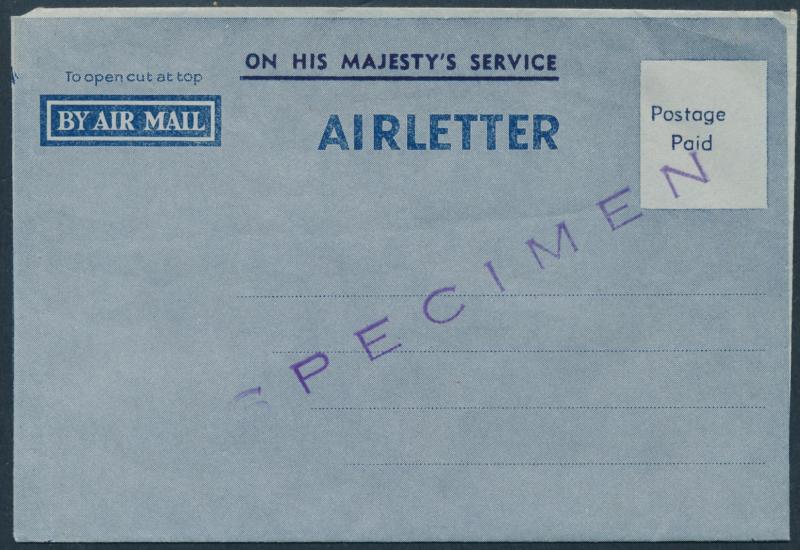 ON HIS MAJESTY'S SERVICE
To open cut at top
BY AIR MAIL
AIRLETTER
Postage
Paid
SPECIMEN